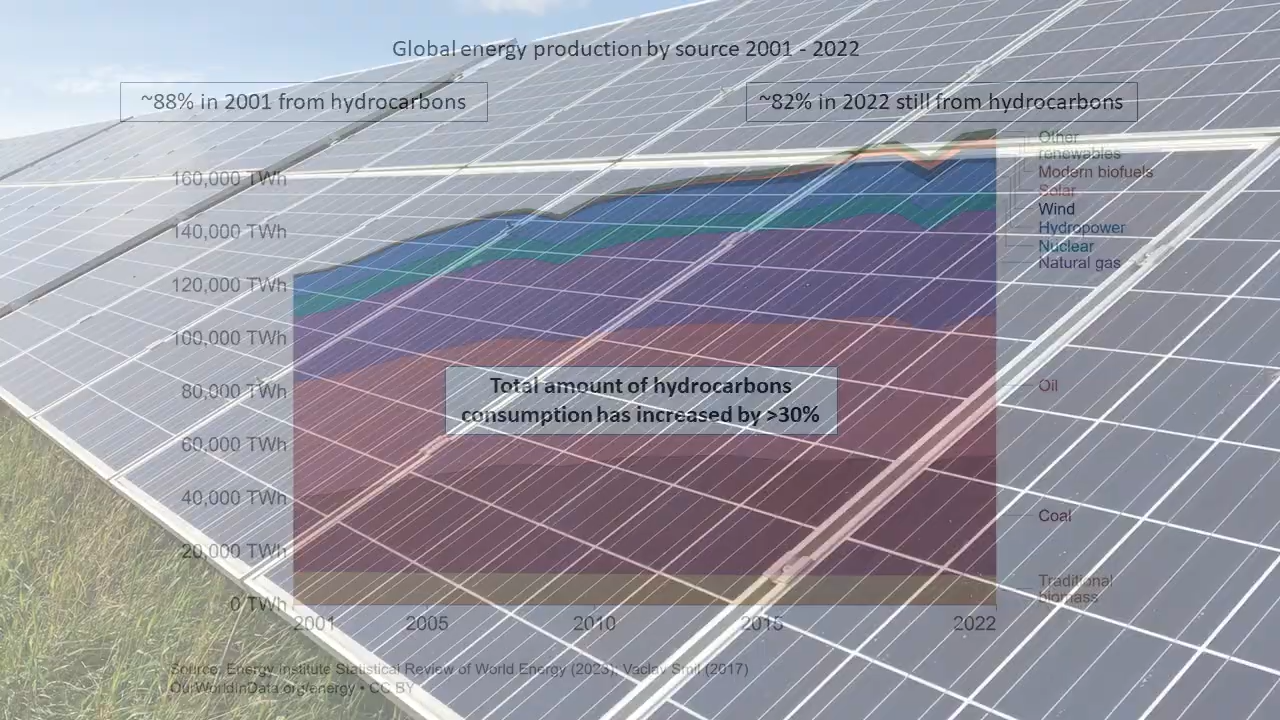 Global energy production by source 2001 - 2022
~88% in 2001 from hydrocarbons
~82% in 2022 still from hydrocarbons
160,000 TWh
140,000 TWh
120,000 TWh
100,000 TWh
80,000 TWh
60,000 TWh
40,000 TWh
20,000 TWh
0 TWh
Other
renewables
Modern biofuels
Solar
Wind
Hydropower
Nuclear
Natural gas
Oil
Coal
Traditional
biomass
Total amount of hydrocarbons
consumption has increased by >30%
2001
2005
2010
2015
2022
Source: Energy Institute Statistical Review of World Energy (2023); Vaclav Smil (2017)
OurWorldInData.org/energy • CC BY